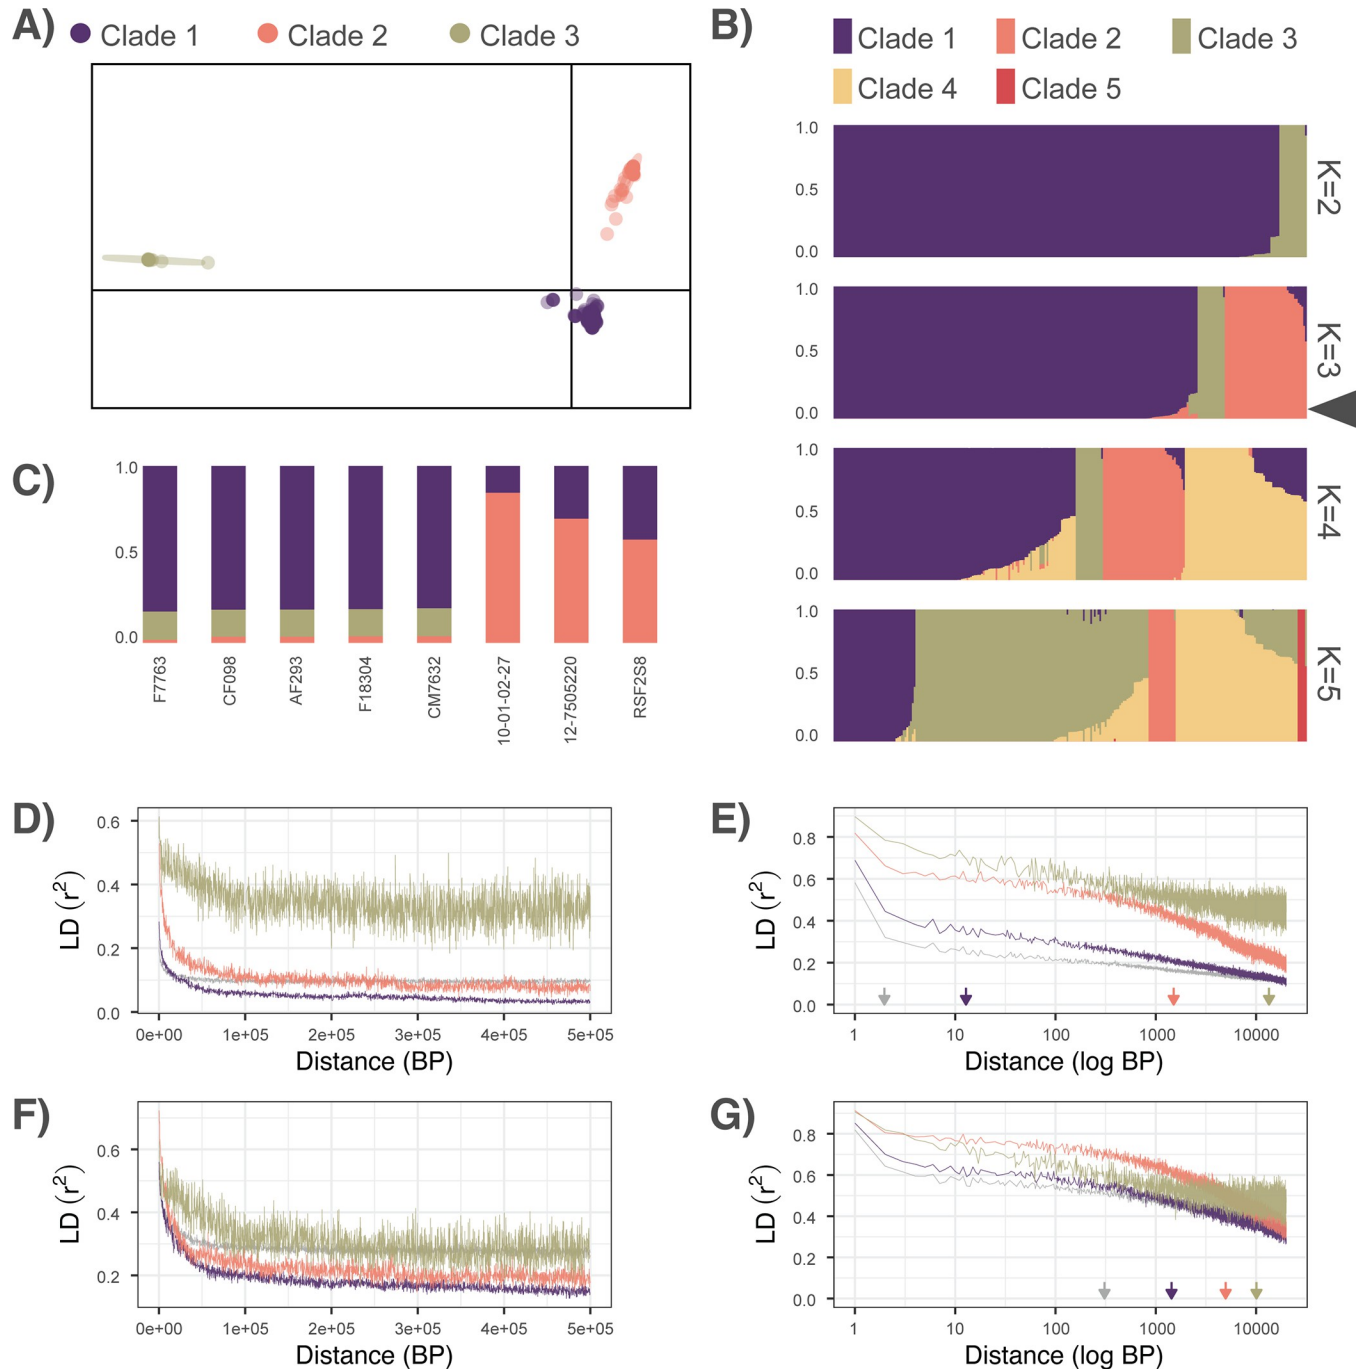 A)
Clade 1 Clade 2 Clade 3
B)
Clade 1 Clade 2 Clade 3
Clade 4 Clade 5
1.0
0.5
0.0
K=2
1.0
0.5
0.0
K=3
1.0
0.5
0.0
K=4
1.0
0.5
0.0
K=5
C)
1.0
0.5
0.0
F7763
CF098
AF293
F18304
CM7632
10-01-02-27
12-7505220
RSF2S8
D)
LD (r²)
0.6
0.4
0.2
0.0
0e+00 1e+05 2e+05 3e+05 4e+05 5e+05
Distance (BP)
E)
LD (r²)
0.8
0.6
0.4
0.2
0.0
1 10 100 1000 10000
Distance (log BP)
F)
LD (r²)
0.6
0.4
0.2
0e+00 1e+05 2e+05 3e+05 4e+05 5e+05
Distance (BP)
G)
LD (r²)
0.8
0.6
0.4
0.2
0.0
1 10 100 1000 10000
Distance (log BP)